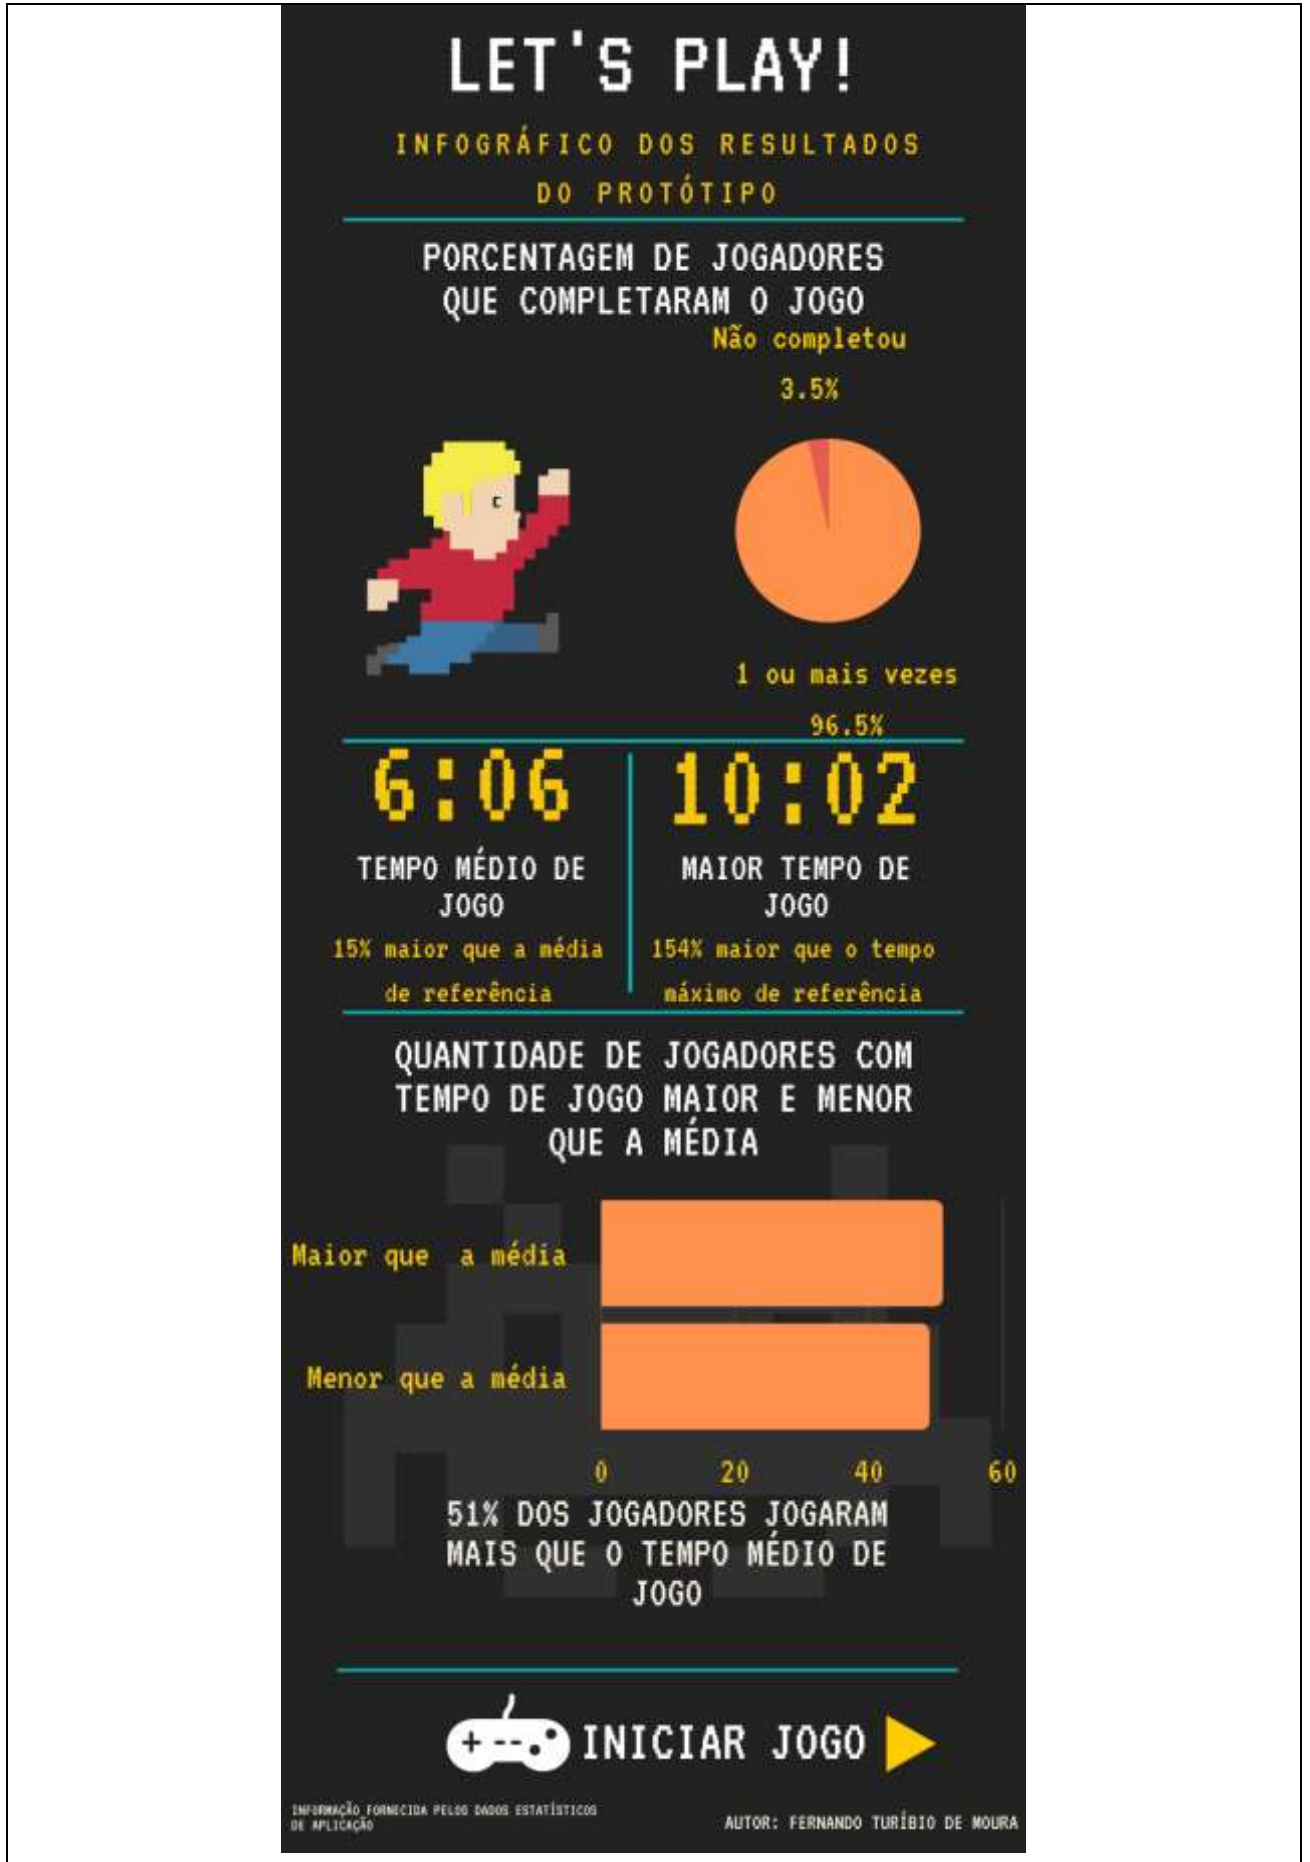 LET'S PLAY!
INFOGRÁFICO DOS RESULTADOS
DO PROTÓTIPO
PORCENTAGEM DE JOGADORES
QUE COMPLETARAM O JOGO
Não completou
3.5%
1 ou mais vezes
96.5%
6:06
TEMPO MÉDIO DE
JOGO
15% maior que a média
de referência
10:02
MAIOR TEMPO DE
JOGO
154% maior que o tempo
máximo de referência
QUANTIDADE DE JOGADORES COM
TEMPO DE JOGO MAIOR E MENOR
QUE A MÉDIA
Maior que a média
Menor que a média
0 20 40 60
51% DOS JOGADORES JOGARAM
MAIS QUE O TEMPO MÉDIO DE
JOGO
INICIAR JOGO
INFORMAÇÃO FORNECIDA PELOS DADOS ESTATÍSTICOS
DE APLICAÇÃO
AUTOR: FERNANDO TURÍBIO DE MOURA